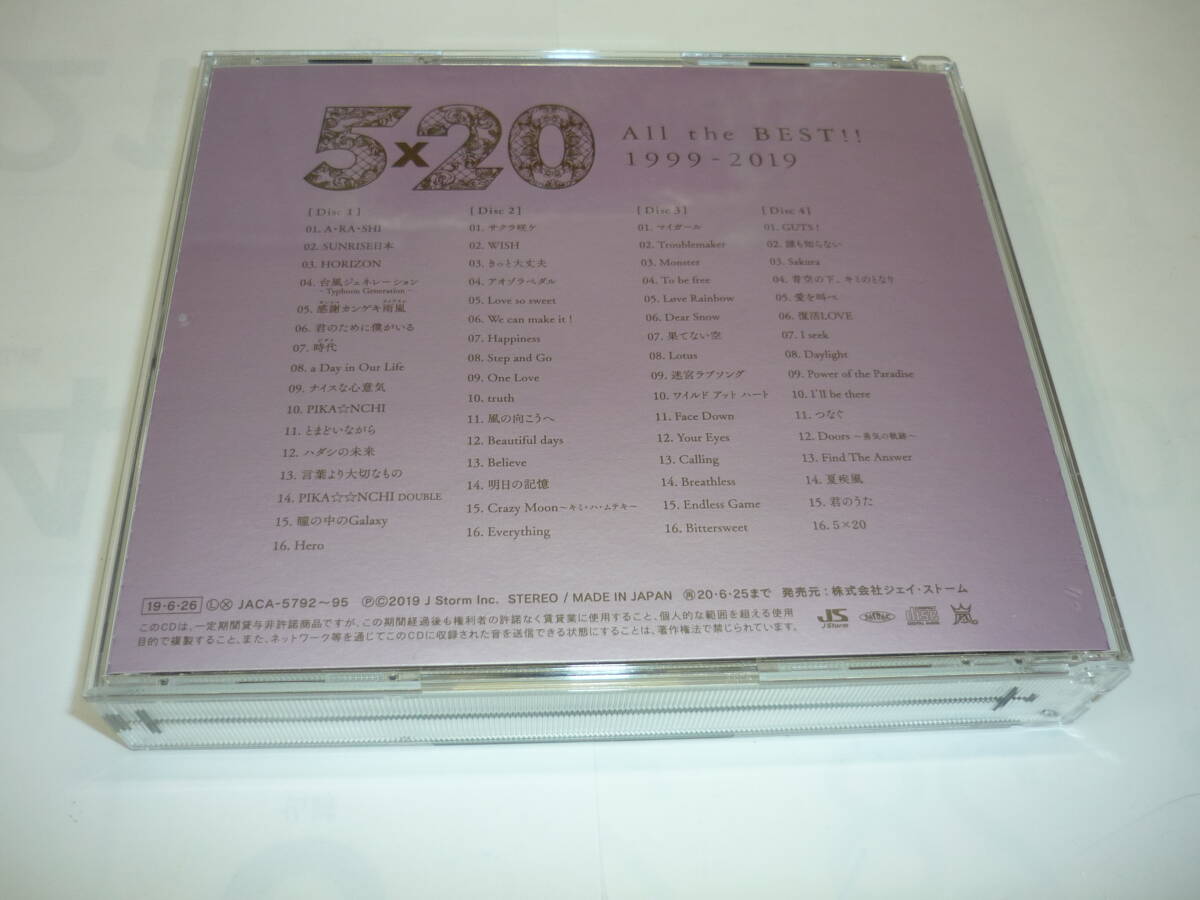 5×20
All the BEST!!
1999-2019
[Disc 1]
01. A・RA・SHI
02. SUNRISE日本
03. HORIZON
04. 台風ジェネレーション
-Typhoon Generation-
05. 感謝カンゲキ雨嵐
06. 君のために僕がいる
07. 時代
08. a Day in Our Life
09. ナイスな心意気
10. PIKA☆NCHI
11. とまどいながら
12. ハダシの未来
13. 言葉より大切なもの
14. PIKA☆☆NCHI DOUBLE
15. 瞳の中のGalaxy
16. Hero
[Disc 2]
01. サクラ咲ケ
02. WISH
03. きっと大丈夫
04. アオゾラペダル
05. Love so sweet
06. We can make it!
07. Happiness
08. Step and Go
09. One Love
10. truth
11. 風の向こうへ
12. Beautiful days
13. Believe
14. 明日の記憶
15. Crazy Moon～キミ・ハ・ムテキ～
16. Everything
[Disc 3]
01. マイガール
02. Troublemaker
03. Monster
04. To be free
05. Løve Rainbow
06. Dear Snow
07. 果てない空
08. Lotus
09. 迷宮ラブソング
10. ワイルド アット ハート
11. Face Down
12. Your Eyes
13. Calling
14. Breathless
15. Endless Game
16. Bittersweet
[Disc 4]
01. GUTS!
02. 誰も知らない
03. Sakura
04. 青空の下、キミのとなり
05. 愛を叫べ
06. 復活LOVE
07. I seek
08. Daylight
09. Power of the Paradise
10. I'll be there
11. つなぐ
12. Doors ～勇気の軌跡～
13. Find The Answer
14. 夏疾風
15. 君のうた
16. 5×20
19・6・26 Ⓛ Ⓧ JACA-5792～95 ℗©2019 J Storm Inc. STEREO / MADE IN JAPAN ㊅20・6・25まで 発売元：株式会社ジェイ・ストーム
このCDは、一定期間貸与非許諾商品ですが、この期間経過後も権利者の許諾なく賃貸業に使用すること、個人的な範囲を超える使用
目的で複製すること、また、ネットワーク等を通じてこのCDに収録された音を送信できる状態にすることは、著作権法で禁じられています。
JS
J Storm
嵐